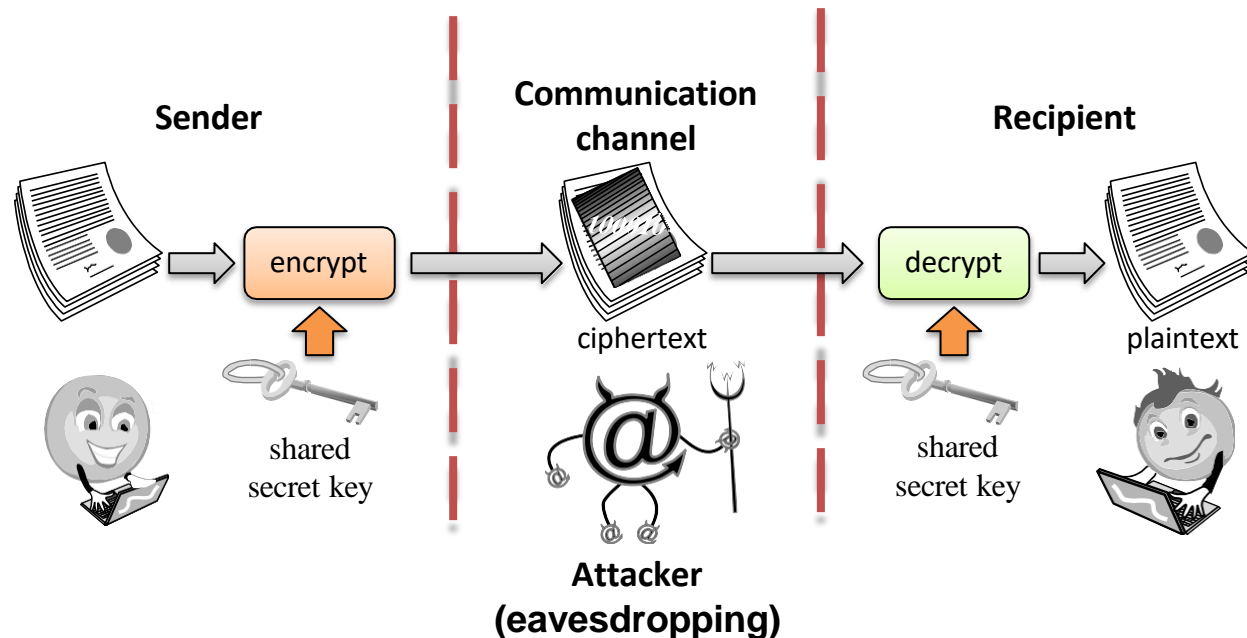 Sender
Communication
channel
Recipient
encrypt
decrypt
ciphertext
plaintext
shared
secret key
@
@
@
@
@
shared
secret key
Attacker
(eavesdropping)